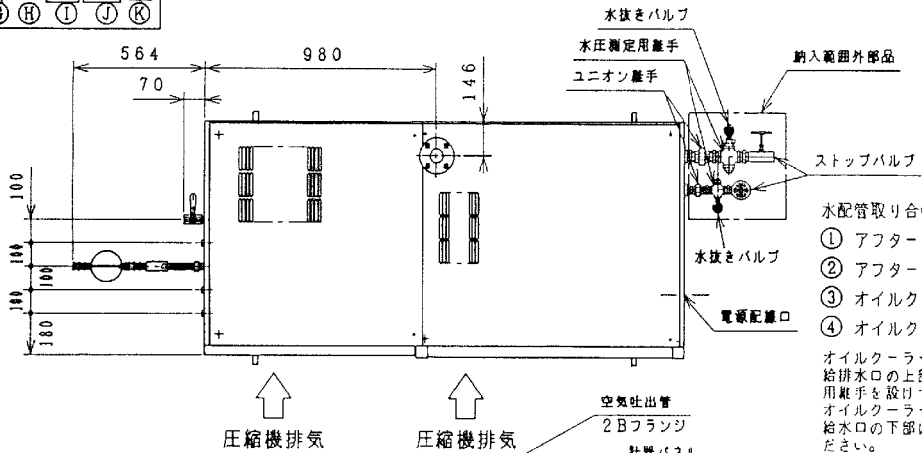 Ⓗ Ⓘ Ⓙ Ⓚ
564
980
70
146
水抜きバルブ
水圧測定用継手
ユニオン継手
納入範囲外部品
ストップバルブ
100
100
100
100
180
水抜きバルブ
電源配線口
水配管取り合
① アフター
② アフター
③ オイルク
④ オイルク
オイルクーラ
給排水口の上部
用継手を設け
オイルクーラ
給水口の下部に
ださい。
圧縮機排気
圧縮機排気
空気吐出管
2Bフランジ
計器パネル